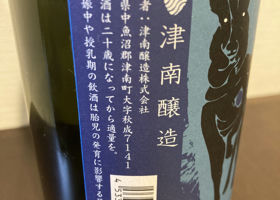 津南醸造
者:津南醸造株式会社
県中魚沼郡津南町大字秋成7141
酒は二十歳になってから適量を。
娠中や授乳期の飲酒は胎児の発育に影響する
4 533